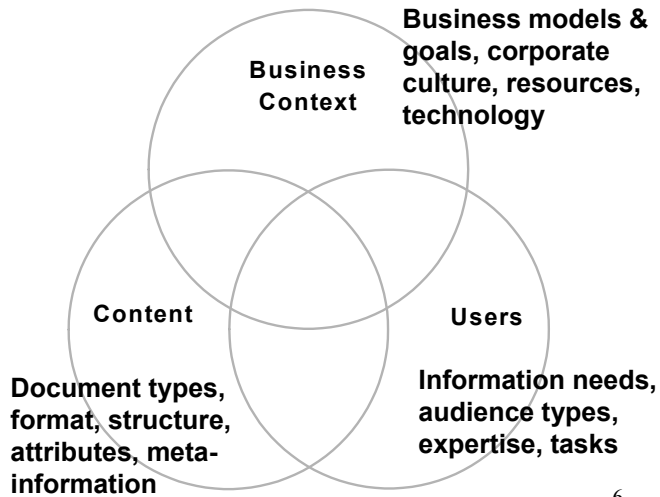 Business models &
goals, corporate
culture, resources,
technology
Business
Context
Content
Users
Document types,
format, structure,
attributes, meta-
information
Information needs,
audience types,
expertise, tasks
6